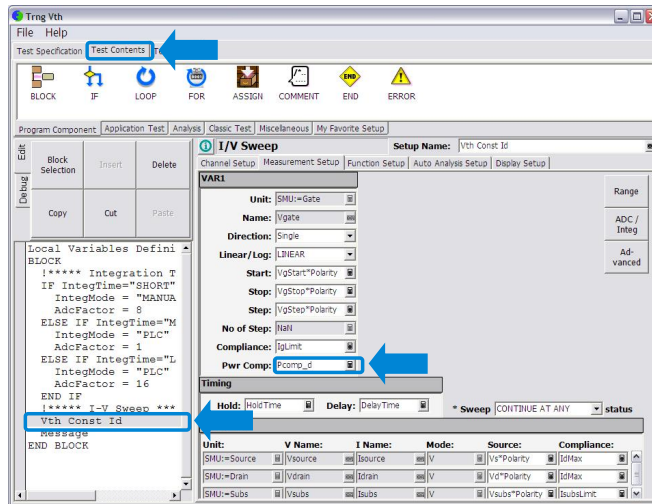 Trng Vth
File Help
Test Specification Test Contents
BLOCK IF LOOP FOR ASSIGN COMMENT END ERROR
END
Program Component Application Test Analysis Classic Test Miscellaneous My Favorite Setup
Edit
Debug
Block Selection Insert Delete
Copy Cut Paste
Local Variables Defini
BLOCK
!***** Integration T
IF IntegTime="SHORT"
IntegMode = "MANUA
AdcFactor = 8
ELSE IF IntegTime="M
IntegMode = "PLC"
AdcFactor = 1
ELSE IF IntegTime="L
IntegMode = "PLC"
AdcFactor = 16
END IF
!***** I-V Sweep ***
Vth Const Id
Message
END BLOCK
I/V Sweep Setup Name: Vth Const Id
Channel Setup Measurement Setup Function Setup Auto Analysis Setup Display Setup
VAR1
Unit: SMU:=Gate
Name: Vgate
Direction: Single
Linear/Log: LINEAR
Start: VgStart*Polarity
Stop: VgStop*Polarity
Step: VgStep*Polarity
No of Step: NaN
Compliance: IgLimit
Pwr Comp: Pcomp_d
Range
ADC / Integ
Ad-vanced
Timing
Hold: HoldTime Delay: DelayTime * Sweep CONTINUE AT ANY status
Unit: V Name: I Name: Mode: Source: Compliance:
SMU:=Source Vsource Isource V Vs*Polarity IdMax
SMU:=Drain Vdrain Idrain V Vd*Polarity IdMax
SMU:=Subs Vsubs Isubs V Vsubs*Polarity IsubsLimit